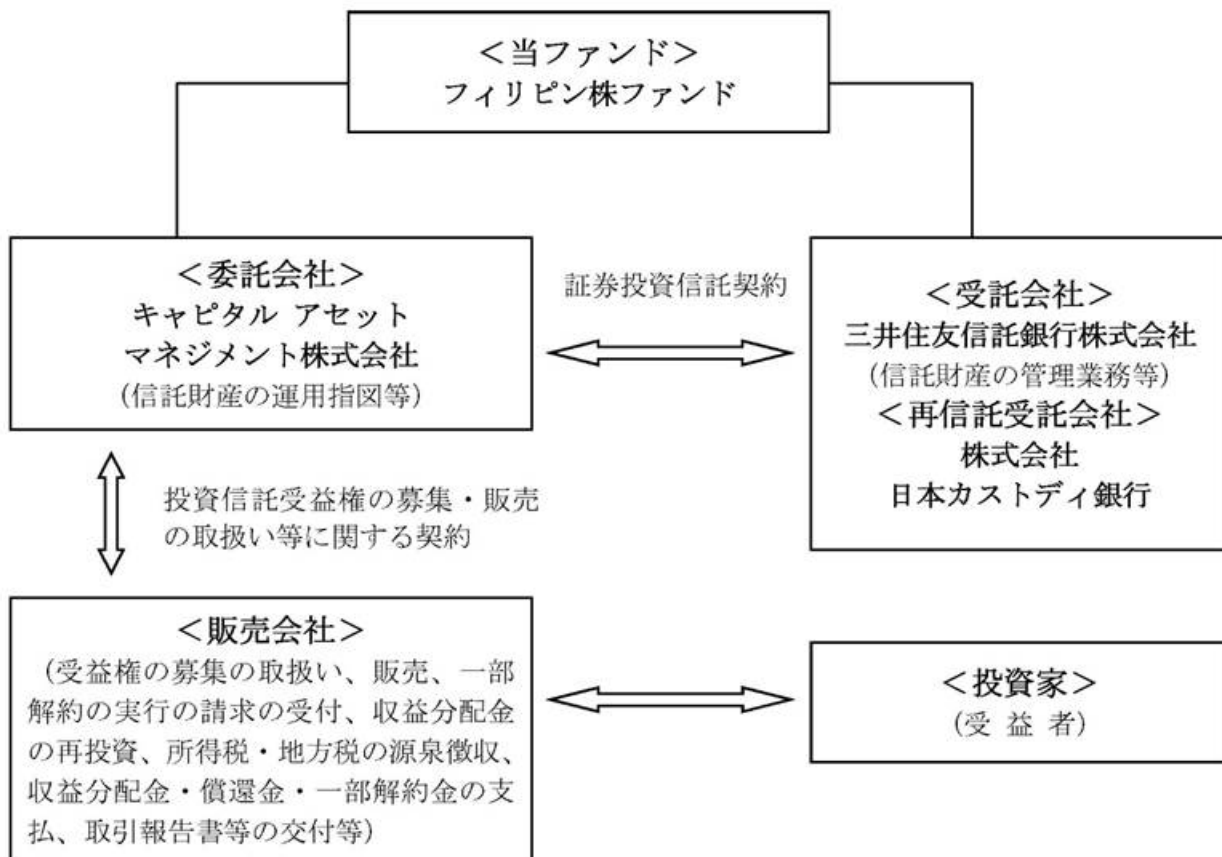 ＜当ファンド＞
フィリピン株ファンド
＜委託会社＞
キャピタル アセット
マネジメント株式会社
(信託財産の運用指図等)
証券投資信託契約
＜受託会社＞
三井住友信託銀行株式会社
(信託財産の管理業務等)
＜再信託受託会社＞
株式会社
日本カストディ銀行
投資信託受益権の募集・販売
の取扱い等に関する契約
＜販売会社＞
（受益権の募集の取扱い、販売、一部
解約の実行の請求の受付、収益分配金
の再投資、所得税・地方税の源泉徴収、
収益分配金・償還金・一部解約金の支
払、取引報告書等の交付等）
＜投資家＞
(受 益 者)